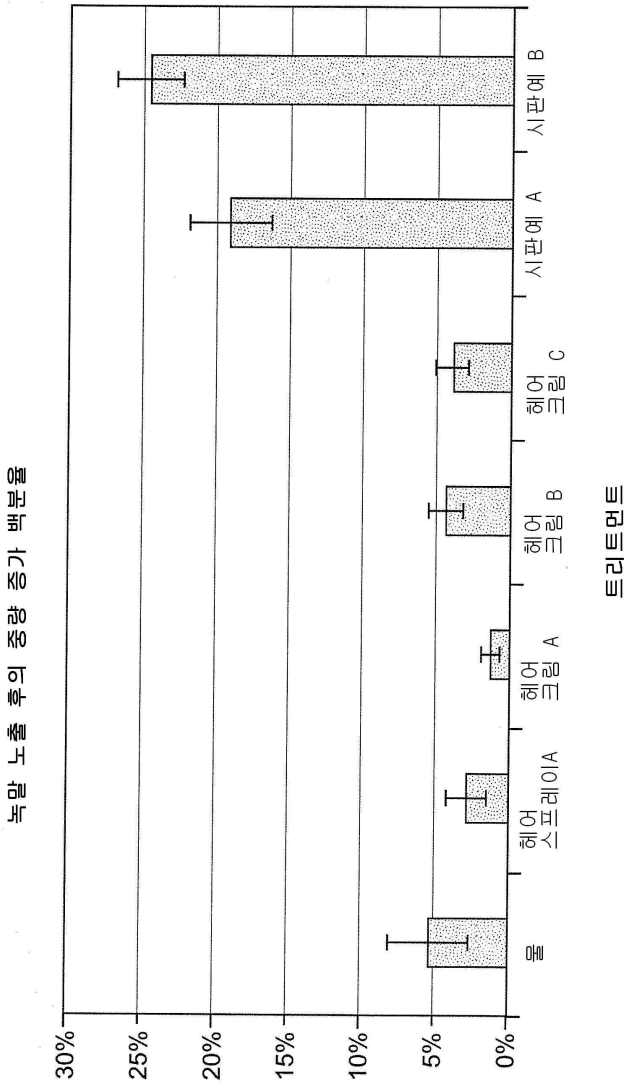 녹말 노출 후의 중량 증가 백분율
30%
25%
20%
15%
10%
5%
0%
물
헤어
스프레이A
헤어
크림 A
헤어
크림 B
헤어
크림 C
시판예 A
시판예 B
트리트먼트